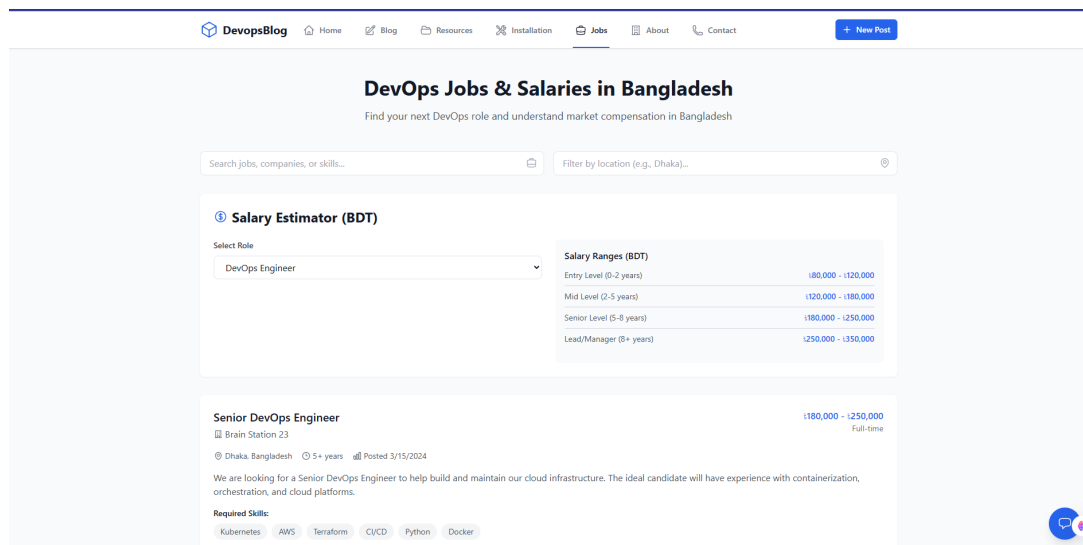 DevopsBlog Home Blog Resources Installation Jobs About Contact + New Post
DevOps Jobs & Salaries in Bangladesh
Find your next DevOps role and understand market compensation in Bangladesh
Search jobs, companies, or skills... Filter by location (e.g., Dhaka)...
Salary Estimator (BDT)
Select Role
DevOps Engineer
Salary Ranges (BDT)
Entry Level (0-2 years) ৳80,000 - ৳120,000
Mid Level (2-5 years) ৳120,000 - ৳180,000
Senior Level (5-8 years) ৳180,000 - ৳250,000
Lead/Manager (8+ years) ৳250,000 - ৳350,000
Senior DevOps Engineer ৳180,000 - ৳250,000
Brain Station 23 Full-time
Dhaka, Bangladesh 5+ years Posted 3/15/2024
We are looking for a Senior DevOps Engineer to help build and maintain our cloud infrastructure. The ideal candidate will have experience with containerization,
orchestration, and cloud platforms.
Required Skills:
Kubernetes AWS Terraform CI/CD Python Docker